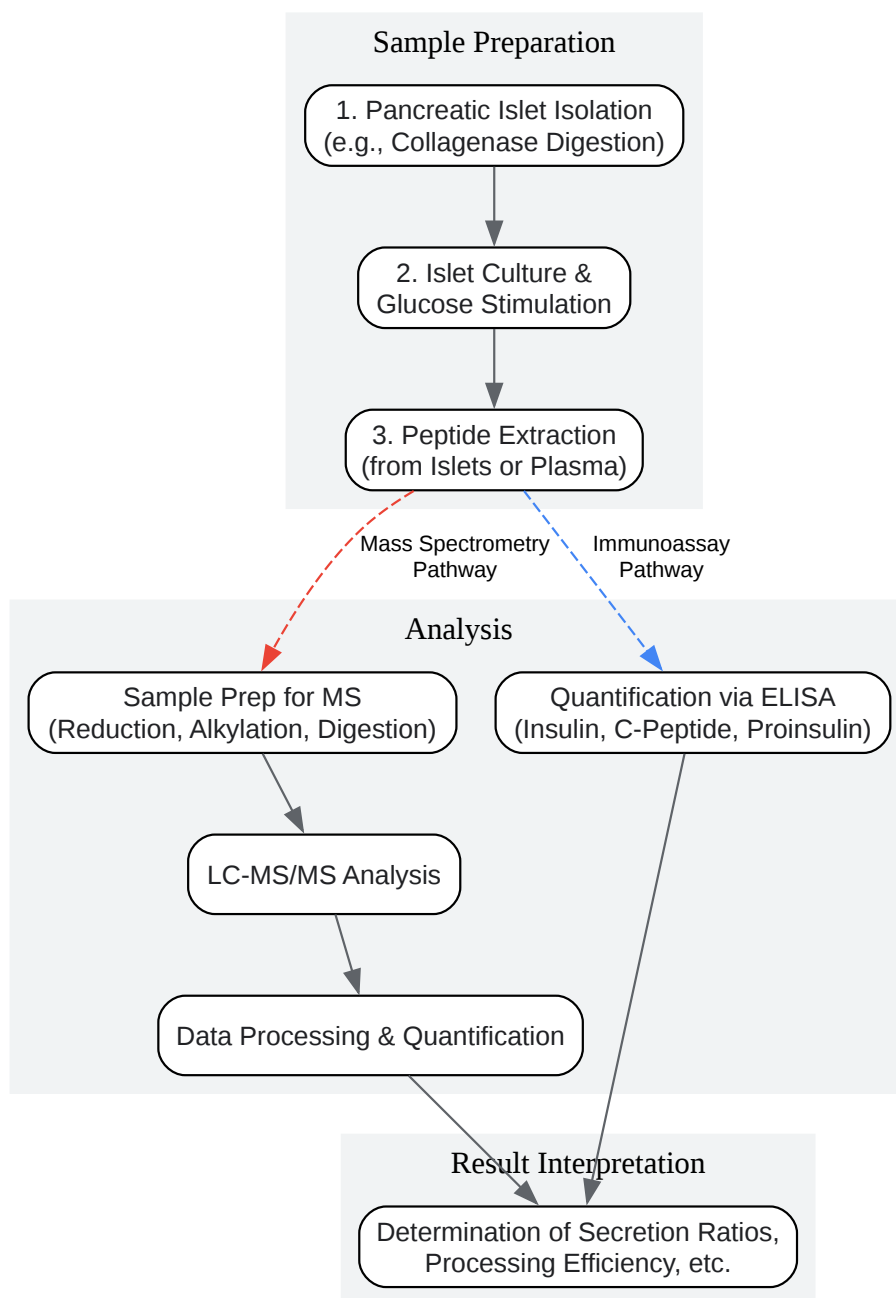 Sample Preparation
1. Pancreatic Islet Isolation
(e.g., Collagenase Digestion)
2. Islet Culture &
Glucose Stimulation
3. Peptide Extraction
(from Islets or Plasma)
Mass Spectrometry
Pathway
Immunoassay
Pathway
Analysis
Sample Prep for MS
(Reduction, Alkylation, Digestion)
Quantification via ELISA
(Insulin, C-Peptide, Proinsulin)
LC-MS/MS Analysis
Data Processing & Quantification
Result Interpretation
Determination of Secretion Ratios,
Processing Efficiency, etc.